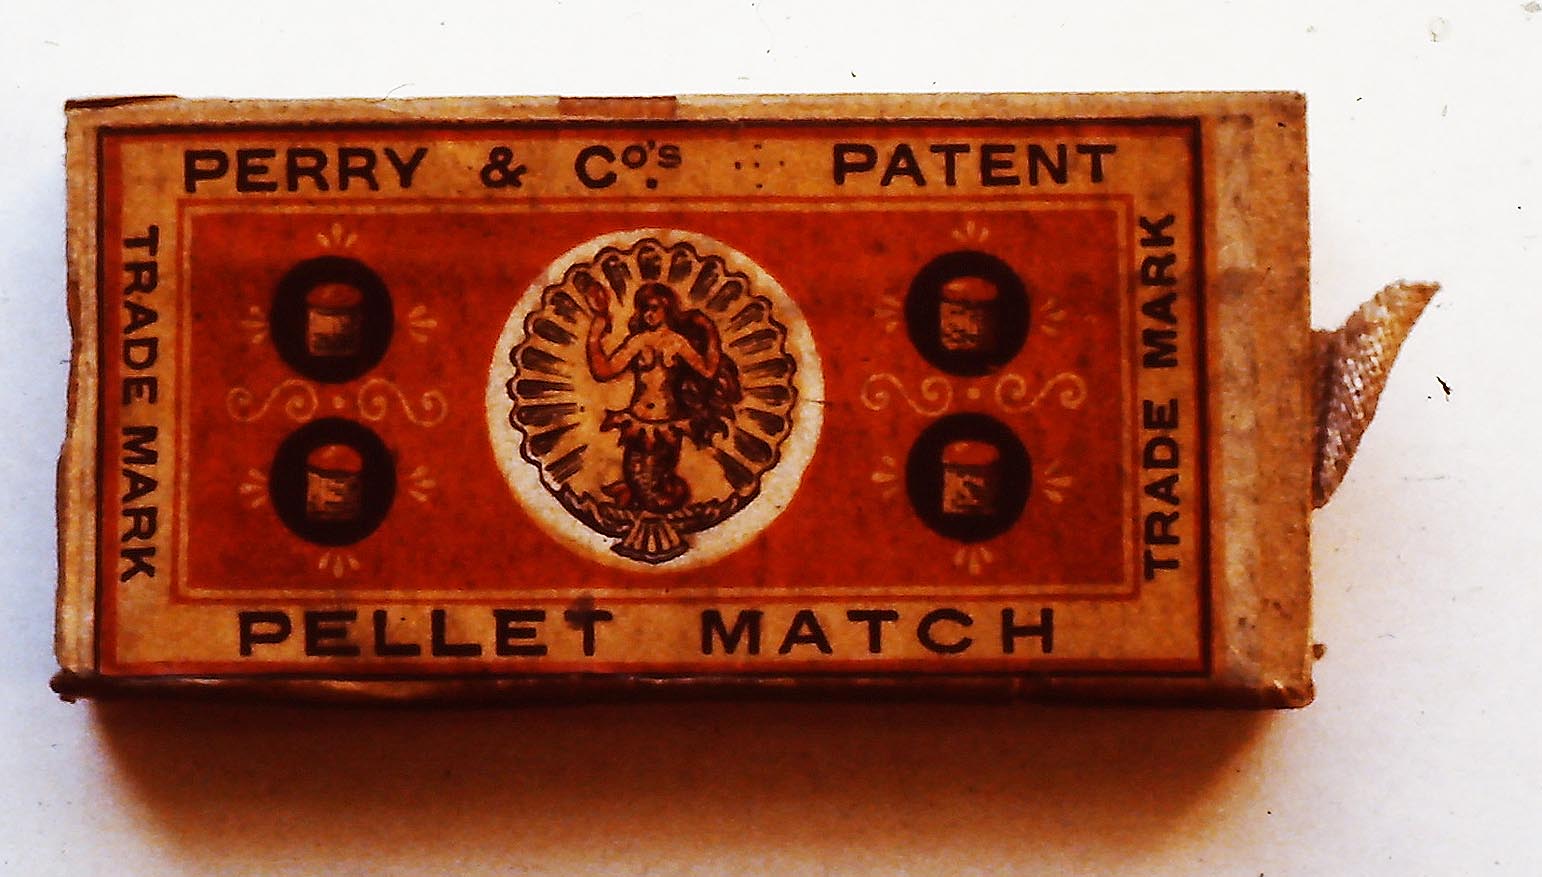 PERRY & Co's. PATENT
TRADE MARK
TRADE MARK
PELLET MATCH